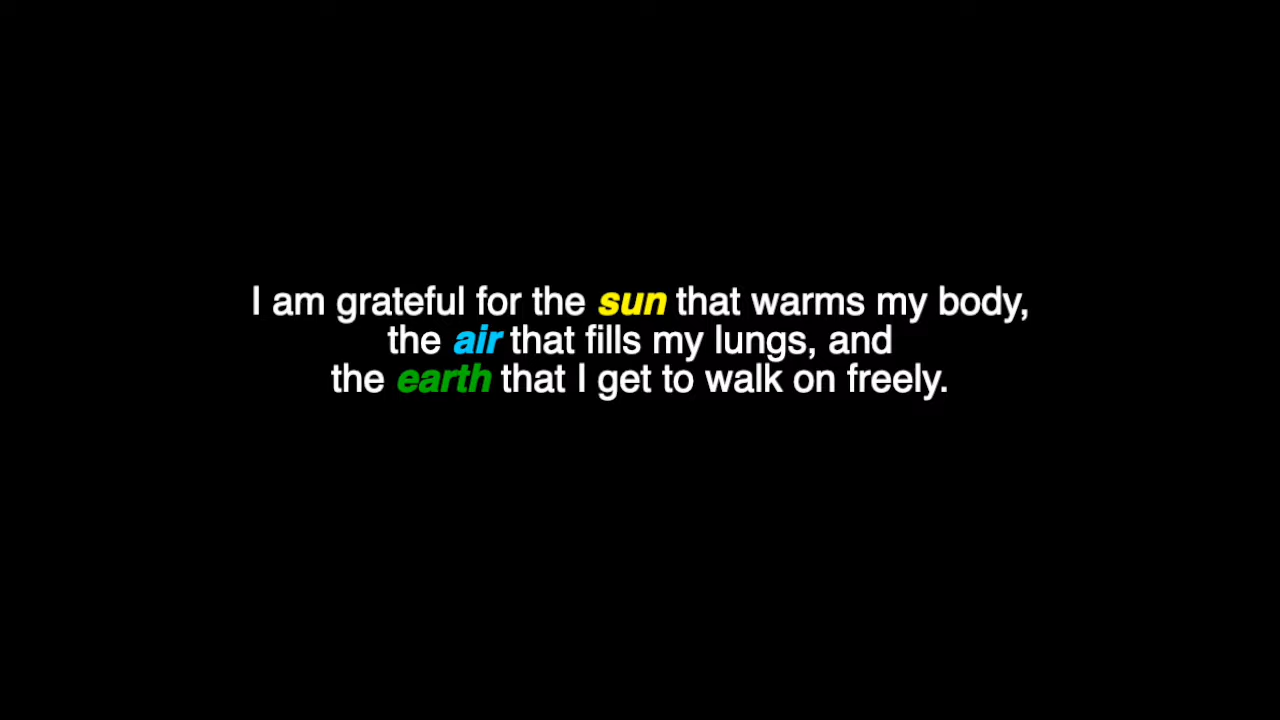 I am grateful for the sun that warms my body,
the air that fills my lungs, and
the earth that I get to walk on freely.